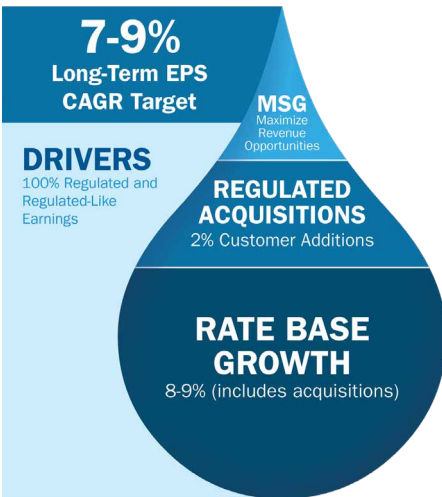 7-9%
Long-Term EPS
CAGR Target
DRIVERS
100% Regulated and
Regulated-Like
Earnings
MSG
Maximize
Revenue
Opportunities
REGULATED
ACQUISITIONS
2% Customer Additions
RATE BASE
GROWTH
8-9% (includes acquisitions)